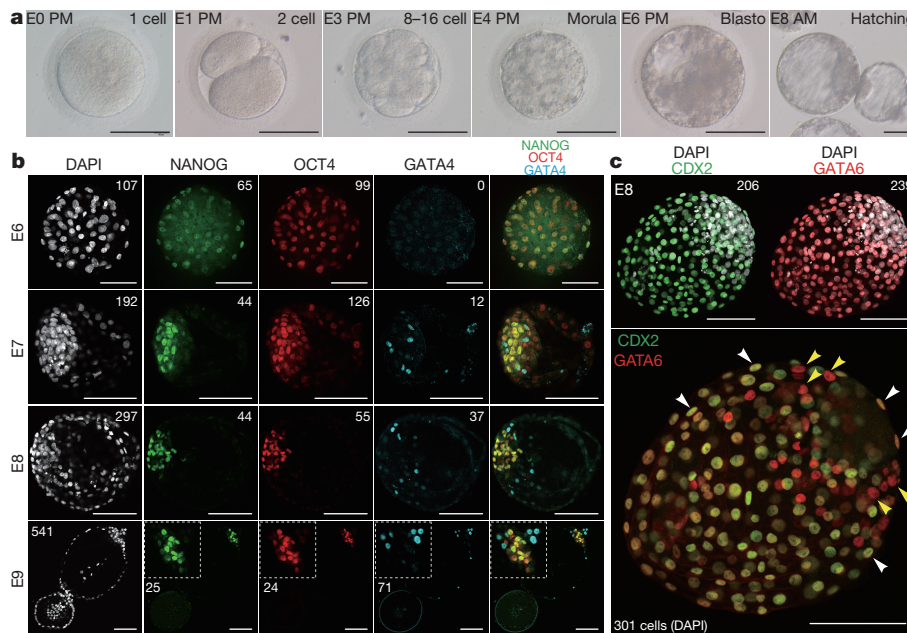 a
E0 PM 1 cell
E1 PM 2 cell
E3 PM 8–16 cell
E4 PM Morula
E6 PM Blasto
E8 AM Hatching
b
DAPI
NANOG
OCT4
GATA4
NANOG
OCT4
GATA4
E6
107
65
99
0
E7
192
44
126
12
E8
297
44
55
37
E9
541
25
24
71
c
DAPI
CDX2
DAPI
GATA6
E8
206
239
CDX2
GATA6
301 cells (DAPI)